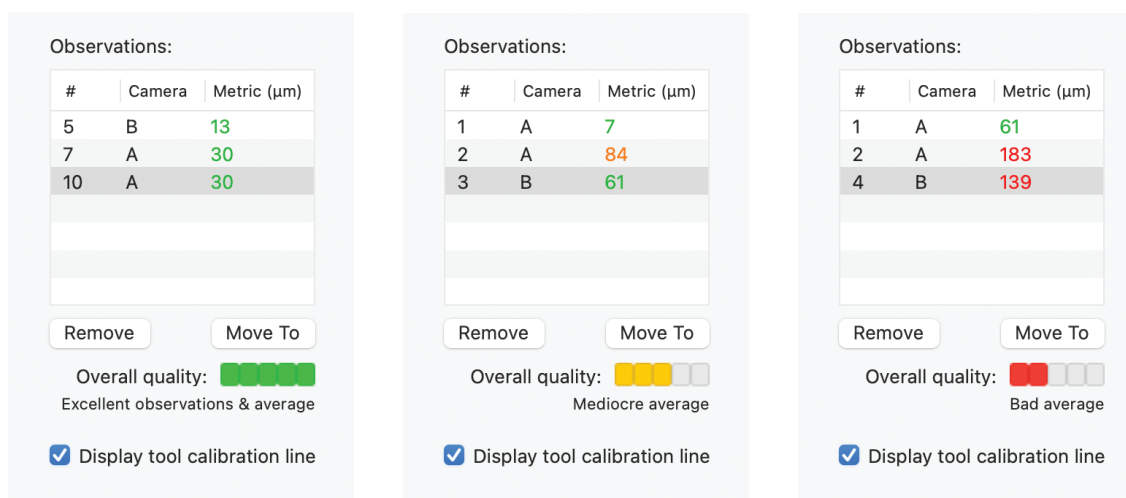 Observations:
# Camera Metric (μm)
5 B 13
7 A 30
10 A 30
Remove Move To
Overall quality:
Excellent observations & average
Display tool calibration line
Observations:
# Camera Metric (μm)
1 A 7
2 A 84
3 B 61
Remove Move To
Overall quality:
Mediocre average
Display tool calibration line
Observations:
# Camera Metric (μm)
1 A 61
2 A 183
4 B 139
Remove Move To
Overall quality:
Bad average
Display tool calibration line